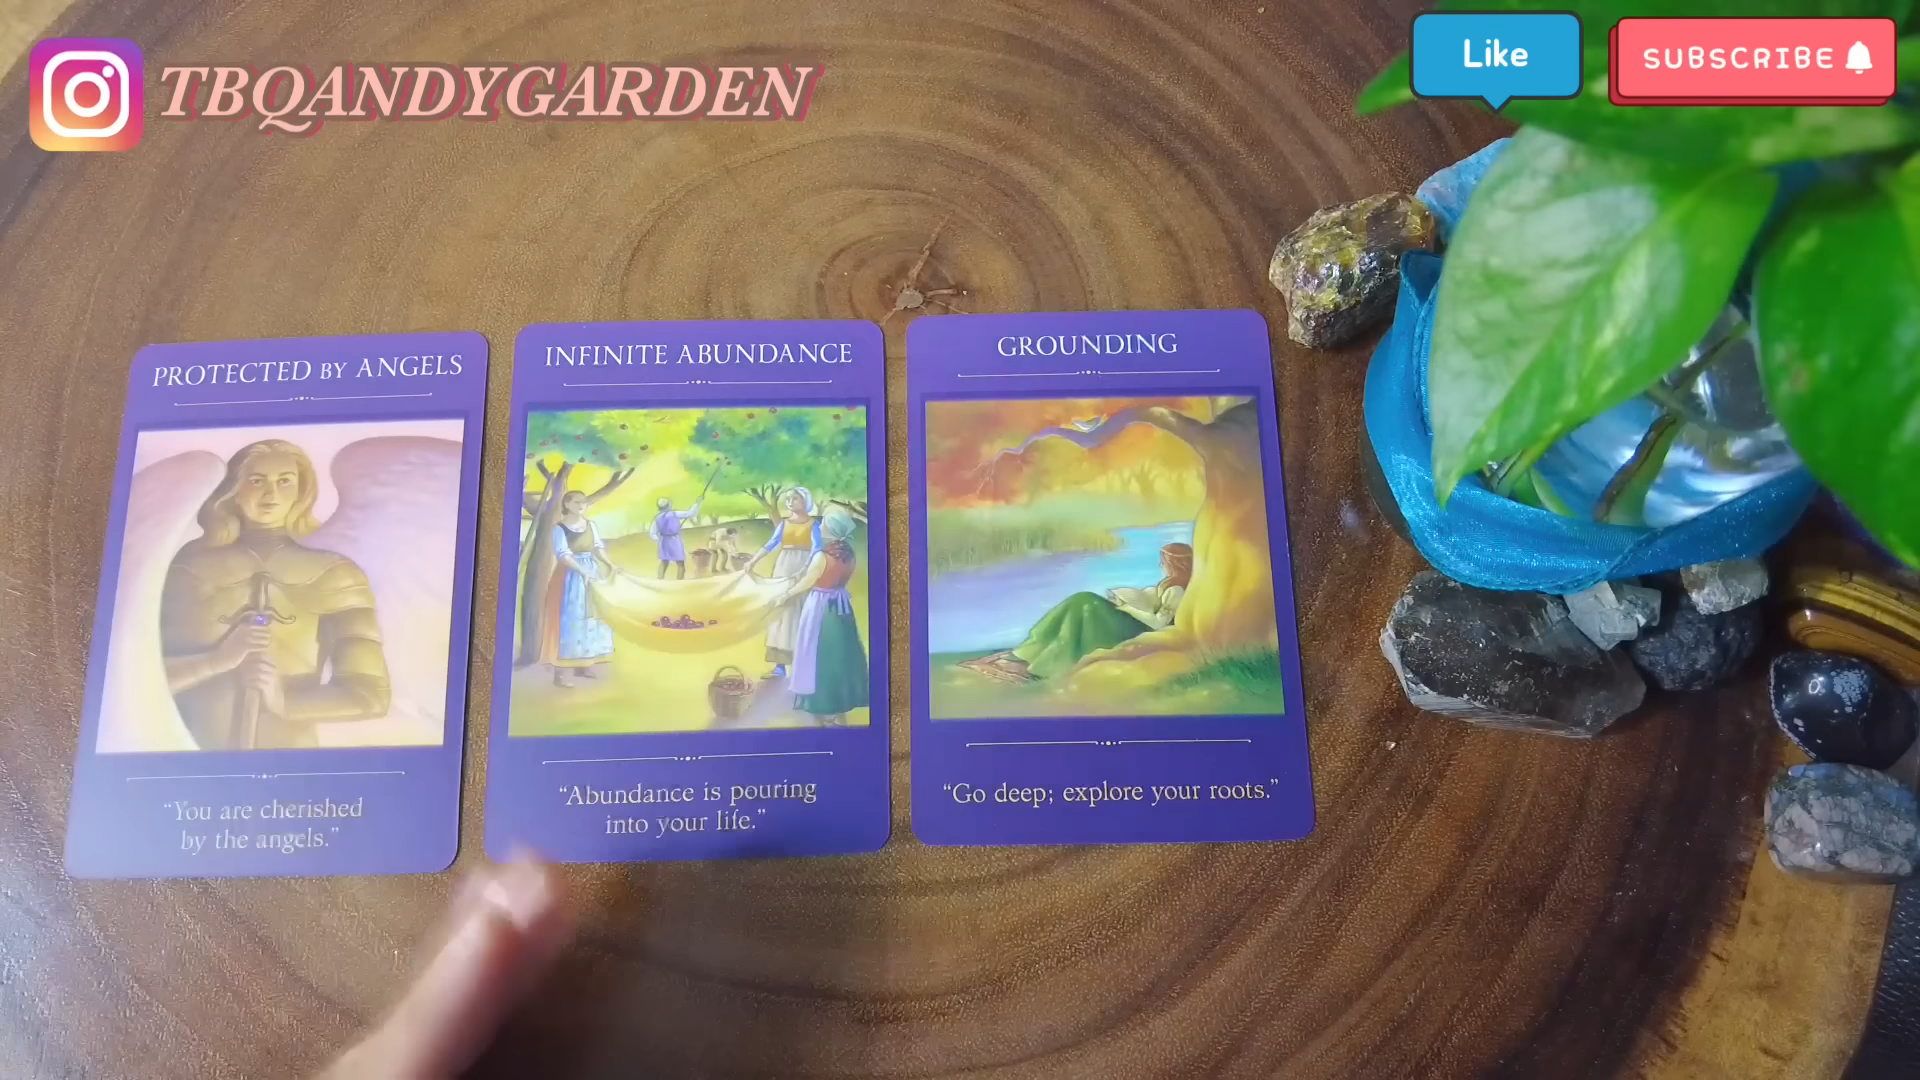 TBQANDYGARDEN
Like
SUBSCRIBE
PROTECTED BY ANGELS
"You are cherished
by the angels."
INFINITE ABUNDANCE
"Abundance is pouring
into your life."
GROUNDING
"Go deep; explore your roots."